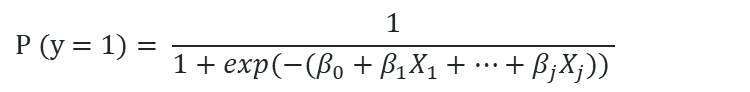 P (y = 1) = 1 / 1 + exp(−(β₀ + β₁X₁ + ⋯ + βⱼXⱼ))